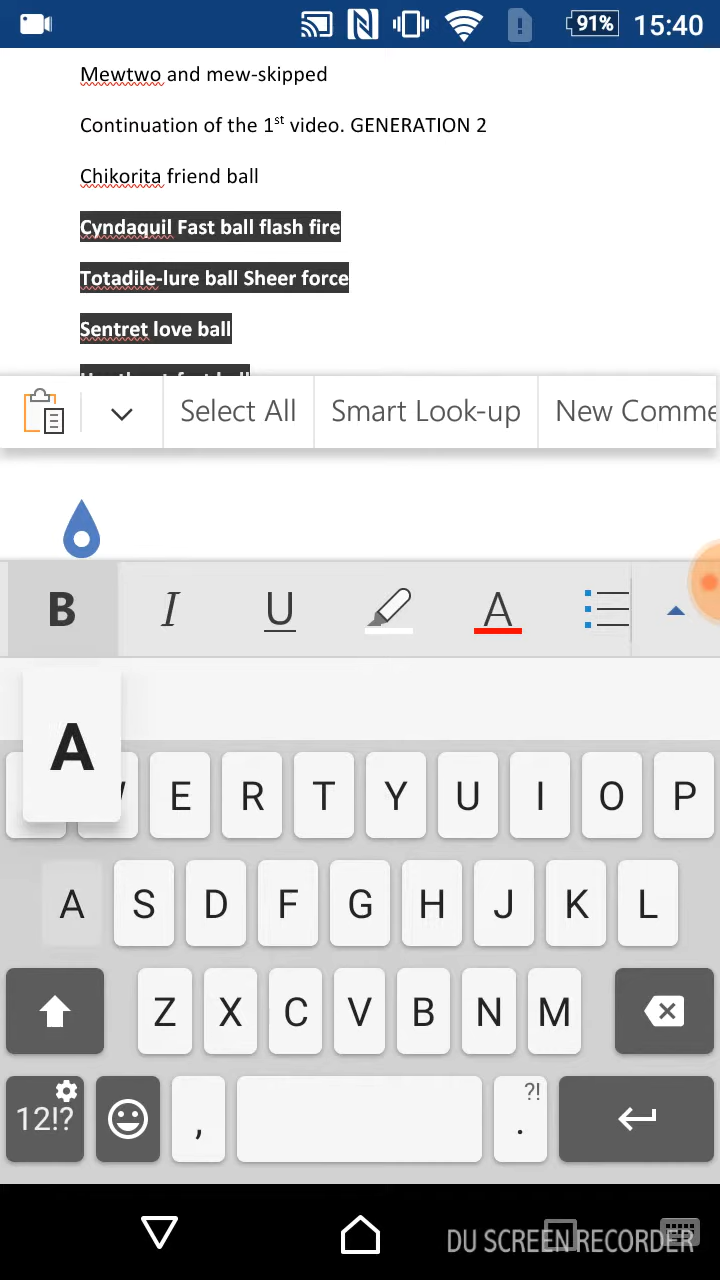 91% 15:40
Mewtwo and mew-skipped
Continuation of the 1st video. GENERATION 2
Chikorita friend ball
Cyndaquil Fast ball flash fire
Totadile-lure ball Sheer force
Sentret love ball
Select All Smart Look-up New Comme
B I U A
A
E R T Y U I O P
A S D F G H J K L
Z X C V B N M
?!
12!? , .
DU SCREEN RECORDER